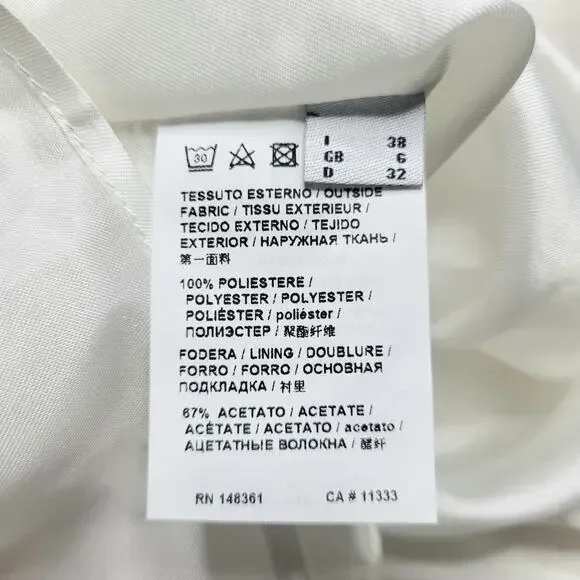 30
I 38
GB 6
D 32
TESSUTO ESTERNO / OUTSIDE
FABRIC / TISSU EXTERIEUR /
TECIDO EXTERNO / TEJIDO
EXTERIOR / НАРУЖНАЯ ТКАНЬ /
第一面料
100% POLIESTERE /
POLYESTER / POLYESTER /
POLIÉSTER / poliéster /
ПОЛИЭСТЕР / 聚酯纤维
FODERA / LINING / DOUBLURE /
FORRO / FORRO / ОСНОВНАЯ
ПОДКЛАДКА / 衬里
67% ACETATO / ACETATE /
ACÉTATE / ACETATO / acetato /
АЦЕТАТНЫЕ ВОЛОКНА / 醋纤
RN 148361 CA # 11333